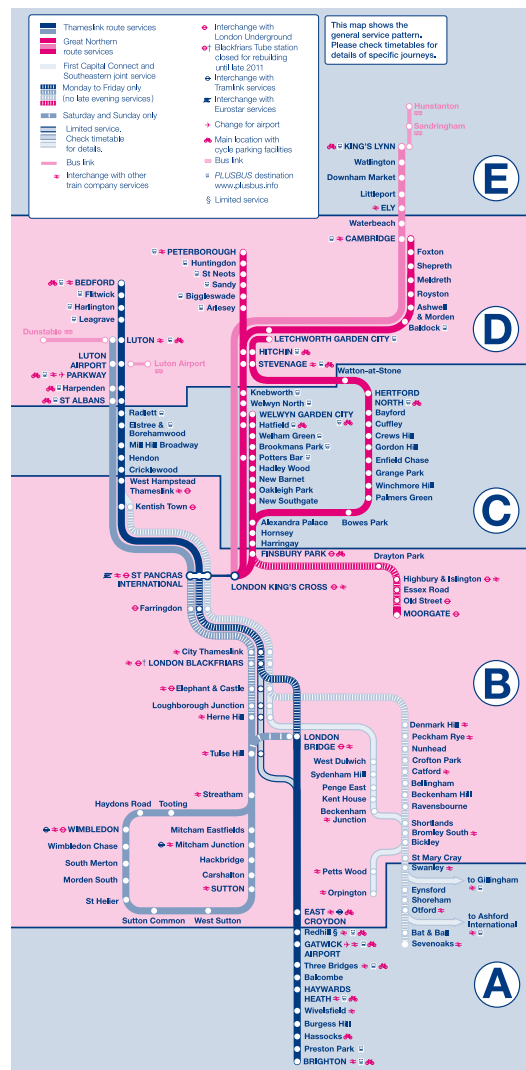 Thameslink route services
Great Northern
route services
First Capital Connect and
Southeastern joint service
Monday to Friday only
(no late evening services)
Saturday and Sunday only
Limited service.
Check timetable
for details.
Bus link
Interchange with other
train company services
Interchange with
London Underground
† Blackfriars Tube station
closed for rebuilding
until late 2011
Interchange with
Tramlink services
Interchange with
Eurostar services
Change for airport
Main location with
cycle parking facilities
Bus link
PLUSBUS destination
www.plusbus.info
§ Limited service
This map shows the
general service pattern.
Please check timetables for
details of specific journeys.
Hunstanton
Sandringham
KING'S LYNN
Watlington
Downham Market
Littleport
ELY
E
Waterbeach
CAMBRIDGE
Foxton
Shepreth
Meldreth
Royston
Ashwell
& Morden
Baldock
D
PETERBOROUGH
Huntingdon
St Neots
Sandy
Biggleswade
Arlesey
LETCHWORTH GARDEN CITY
HITCHIN
STEVENAGE
BEDFORD
Flitwick
Harlington
Leagrave
Dunstable
LUTON
LUTON
AIRPORT
PARKWAY
Luton Airport
Harpenden
ST ALBANS
Radlett
Elstree &
Borehamwood
Mill Hill Broadway
Hendon
Cricklewood
West Hampstead
Thameslink
Kentish Town
Watton-at-Stone
Knebworth
Welwyn North
WELWYN GARDEN CITY
Hatfield
Welham Green
Brookmans Park
Potters Bar
Hadley Wood
New Barnet
Oakleigh Park
New Southgate
HERTFORD
NORTH
Bayford
Cuffley
Crews Hill
Gordon Hill
Enfield Chase
Grange Park
Winchmore Hill
Palmers Green
C
Alexandra Palace
Bowes Park
Hornsey
Harringay
FINSBURY PARK
Drayton Park
Highbury & Islington
Essex Road
Old Street
MOORGATE
ST PANCRAS
INTERNATIONAL
LONDON KING'S CROSS
Farringdon
City Thameslink
† LONDON BLACKFRIARS
Elephant & Castle
Loughborough Junction
Herne Hill
Tulse Hill
Streatham
B
LONDON
BRIDGE
West Dulwich
Sydenham Hill
Penge East
Kent House
Beckenham
Junction
Denmark Hill
Peckham Rye
Nunhead
Crofton Park
Catford
Bellingham
Beckenham Hill
Ravensbourne
Shortlands
Bromley South
Bickley
St Mary Cray
Swanley
Petts Wood
Orpington
to Gillingham
Eynsford
Shoreham
Otford
to Ashford
International
Bat & Ball
Sevenoaks
Haydons Road
Tooting
WIMBLEDON
Wimbledon Chase
South Merton
Morden South
St Helier
Sutton Common
West Sutton
Mitcham Eastfields
Mitcham Junction
Hackbridge
Carshalton
SUTTON
EAST
CROYDON
Redhill §
GATWICK
AIRPORT
Three Bridges
Balcombe
HAYWARDS
HEATH
Wivelsfield
Burgess Hill
Hassocks
Preston Park
BRIGHTON
A